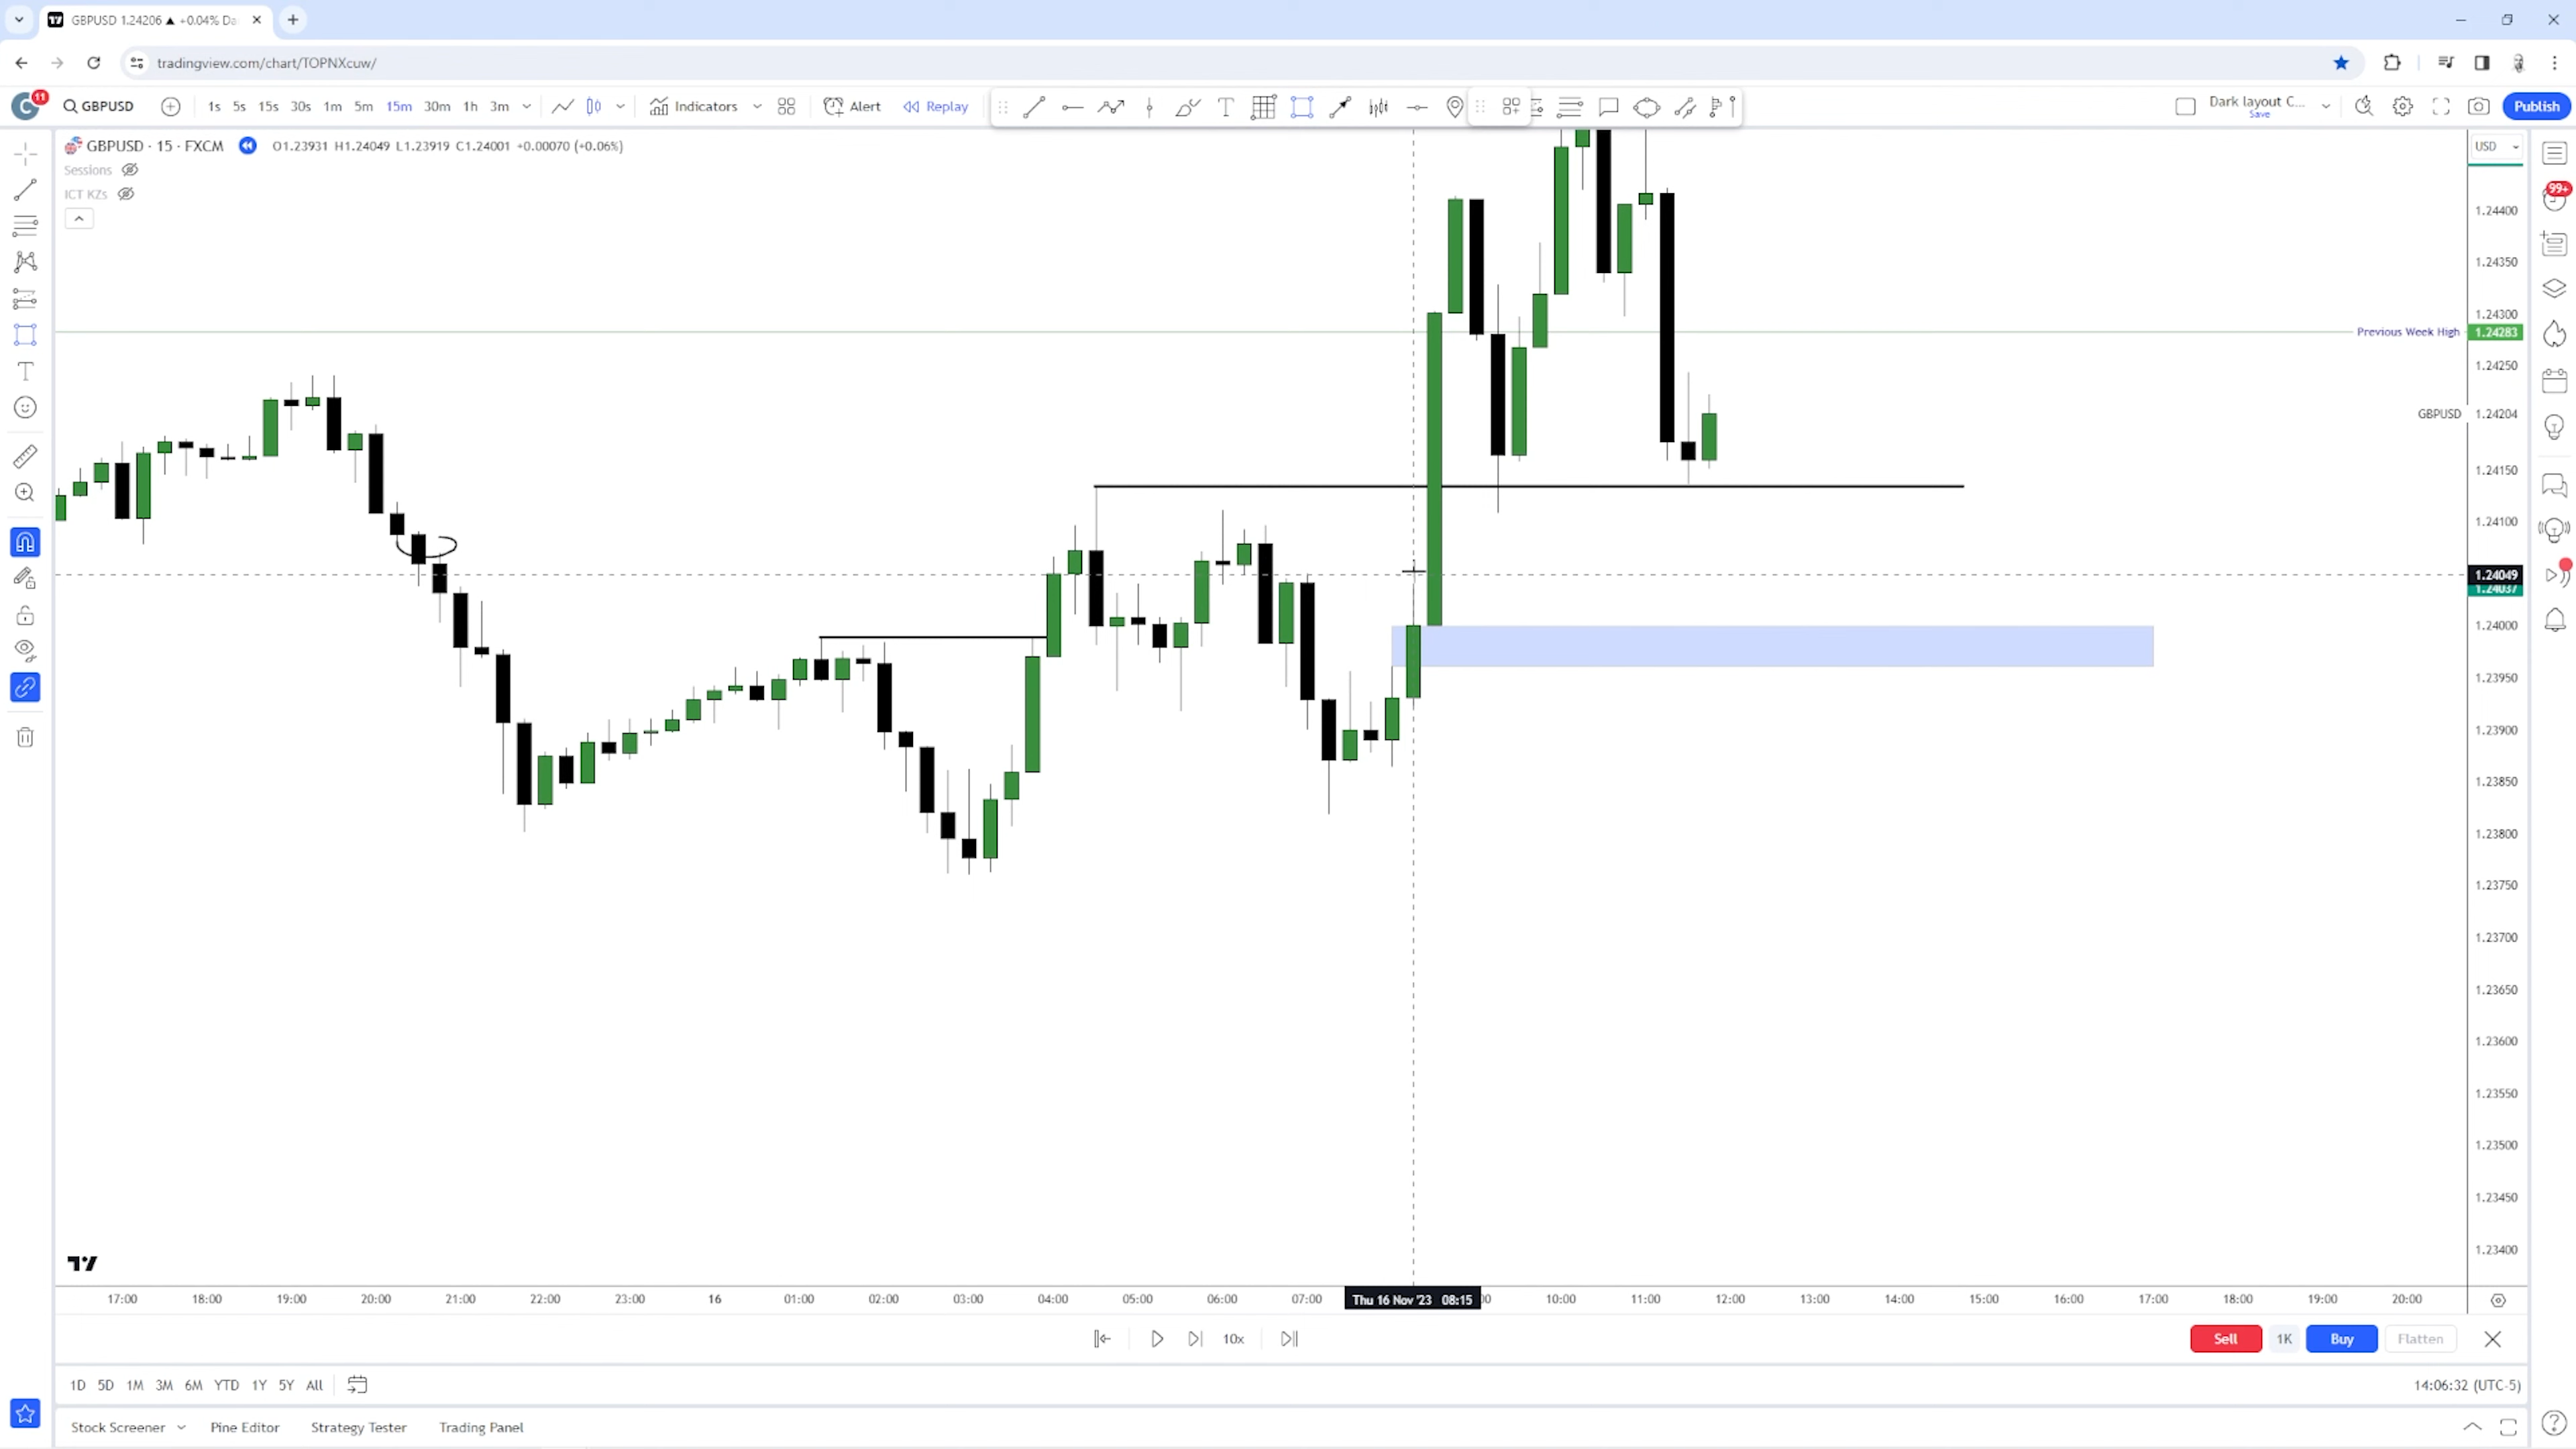 GBPUSD 1.24206 ▲ +0.04% Da
tradingview.com/chart/TOPNXcuw/
C 11 GBPUSD 1s 5s 15s 30s 1m 5m 15m 30m 1h 3m Indicators Alert Replay Dark layout C... Save Publish
GBPUSD · 15 · FXCM O1.23931 H1.24049 L1.23919 C1.24001 +0.00070 (+0.06%)
Sessions
ICT KZs
USD
99+
1.24400
1.24350
1.24300
Previous Week High 1.24283
1.24250
GBPUSD 1.24204
1.24150
1.24100
1.24049
1.24037
1.24000
1.23950
1.23900
1.23850
1.23800
1.23750
1.23700
1.23650
1.23600
1.23550
1.23500
1.23450
1.23400
17:00 18:00 19:00 20:00 21:00 22:00 23:00 16 01:00 02:00 03:00 04:00 05:00 06:00 07:00 Thu 16 Nov '23 08:15 10:00 11:00 12:00 13:00 14:00 15:00 16:00 17:00 18:00 19:00 20:00
10x Sell 1K Buy Flatten
1D 5D 1M 3M 6M YTD 1Y 5Y All 14:06:32 (UTC-5)
Stock Screener Pine Editor Strategy Tester Trading Panel